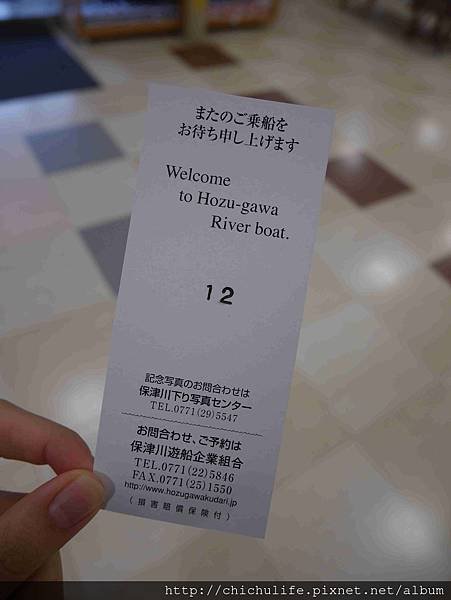 またのご乗船を
お待ち申し上げます
Welcome
to Hozu-gawa
River boat.
12
記念写真のお問合わせは
保津川下り写真センター
TEL.0771(29)5547
お問合わせ、ご予約は
保津川遊船企業組合
TEL.0771(22)5846
FAX.0771(25)1550
http://www.hozugawakudari.jp
(損害賠償保険付)
http://chichulife.pixnet.net/album